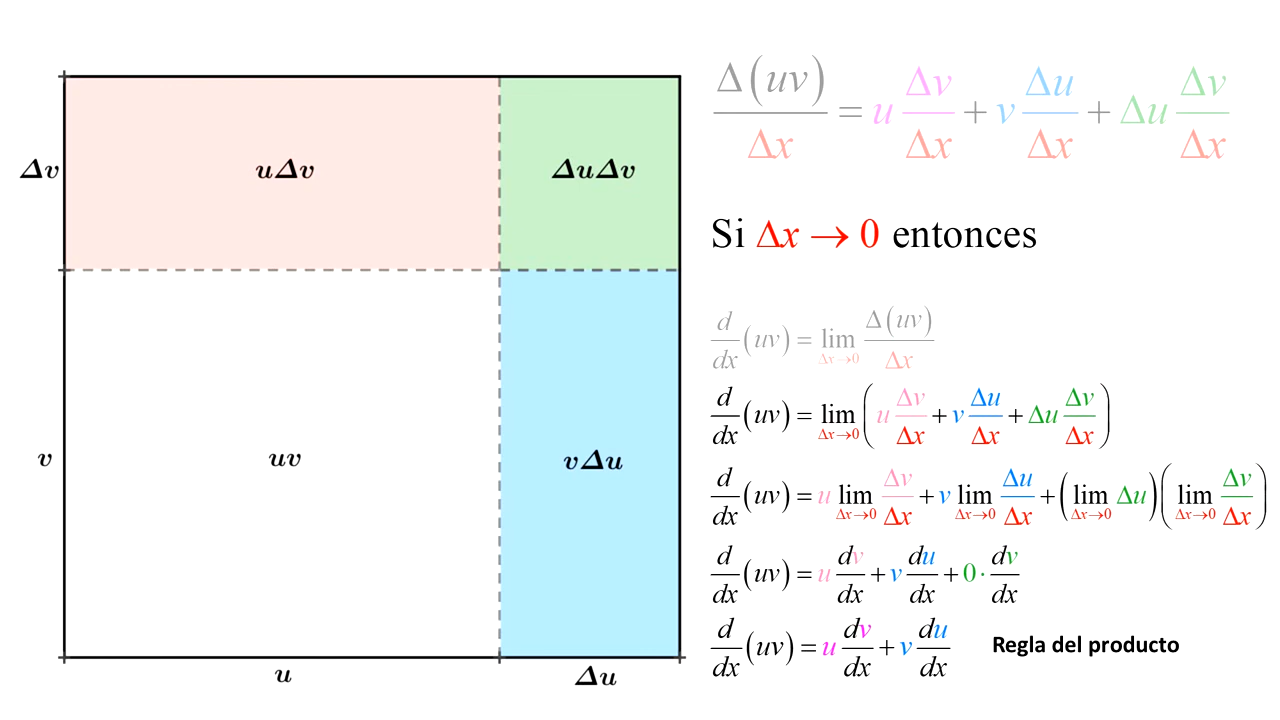 Δv
uΔv
ΔuΔv
v
uv
vΔu
u
Δu
Δ(uv)/Δx = u Δv/Δx + v Δu/Δx + Δu Δv/Δx
Si Δx → 0 entonces
d/dx (uv) = lim Δx→0 Δ(uv)/Δx
d/dx (uv) = lim Δx→0 (u Δv/Δx + v Δu/Δx + Δu Δv/Δx)
d/dx (uv) = u lim Δx→0 Δv/Δx + v lim Δx→0 Δu/Δx + (lim Δx→0 Δu)(lim Δx→0 Δv/Δx)
d/dx (uv) = u dv/dx + v du/dx + 0 · dv/dx
d/dx (uv) = u dv/dx + v du/dx Regla del producto